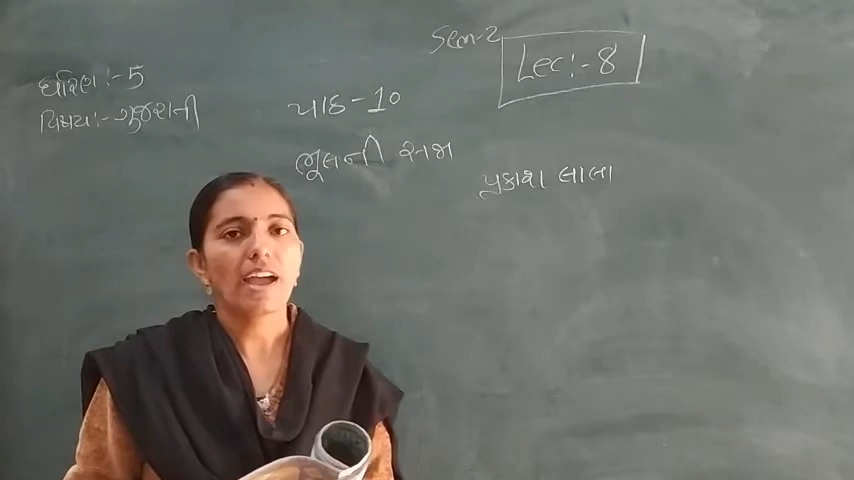 Sem-2
Lec:-8
ધોરણ:-5
વિષય:-ગુજરાતી
પાઠ-10
ભૂલની સજા
પ્રકાશ લાલા